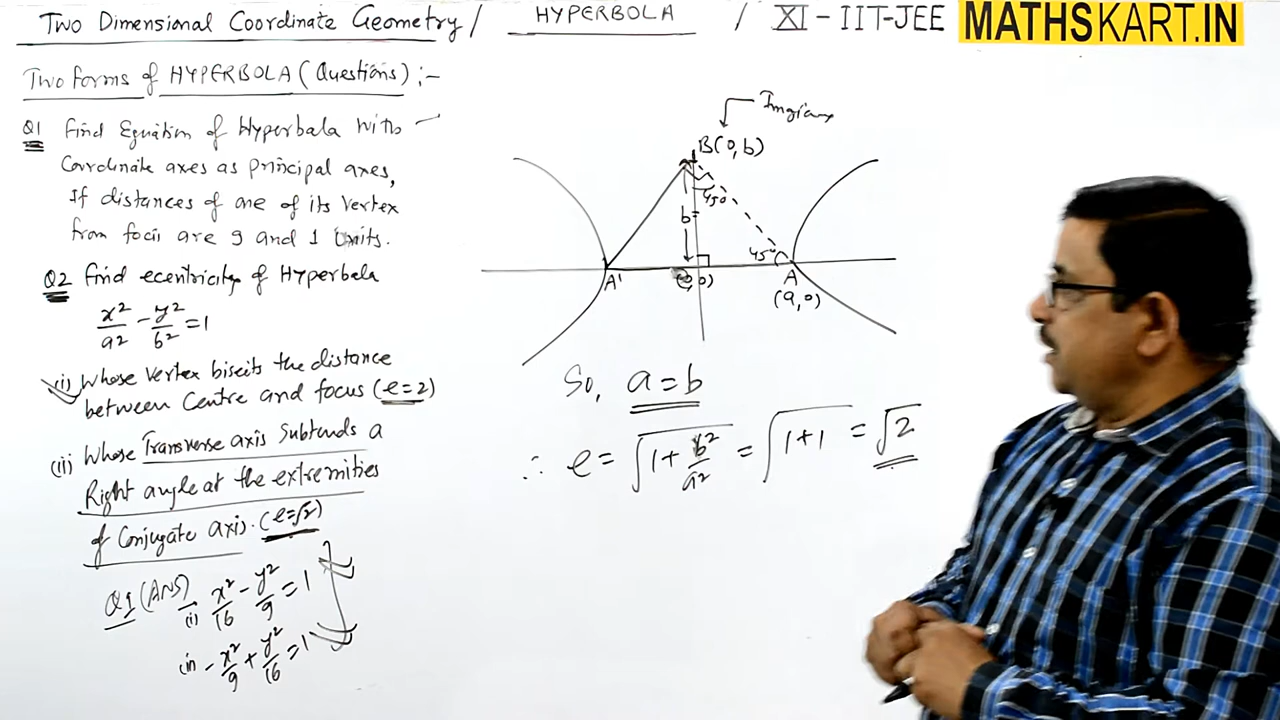 Two Dimensional Coordinate Geometry / HYPERBOLA / XI - IIT-JEE
MATHSKART.IN
Two Forms of HYPERBOLA (Questions) :-
Q1 Find Equation of Hyperbala With
Coordinate axes as principal axes,
If distances of one of its Vertex
from focii are 9 and 1 Units.
Q2 Find ecentricity of Hyperbola
x²/a² - y²/b² = 1
(i) Whose Vertex bisects the distance
between Centre and focus (e=2)
(ii) Whose Transverse axis Subtends a
Right angle at the extremities
of Conjugate axis. (e=√2)
Q1 (ANS) (i) x²/16 - y²/9 = 1
(ii) -x²/9 + y²/16 = 1
B(0,b)
45°
b
45°
A'
A
(a,0)
So, a=b
∴ e = √(1 + b²/a²) = √(1+1) = √2